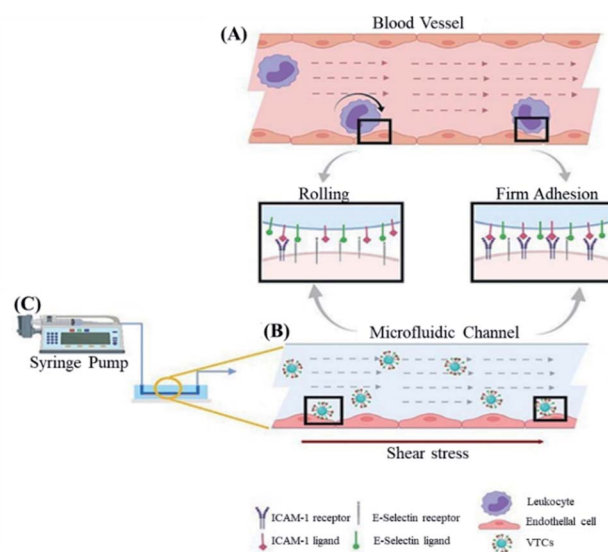 Blood Vessel
(A)
Rolling
Firm Adhesion
(C)
Syringe Pump
(B)
Microfluidic Channel
Shear stress
ICAM-1 receptor
E-Selectin receptor
Leukocyte
ICAM-1 ligand
E-Selectin ligand
Endothelial cell
VTCs